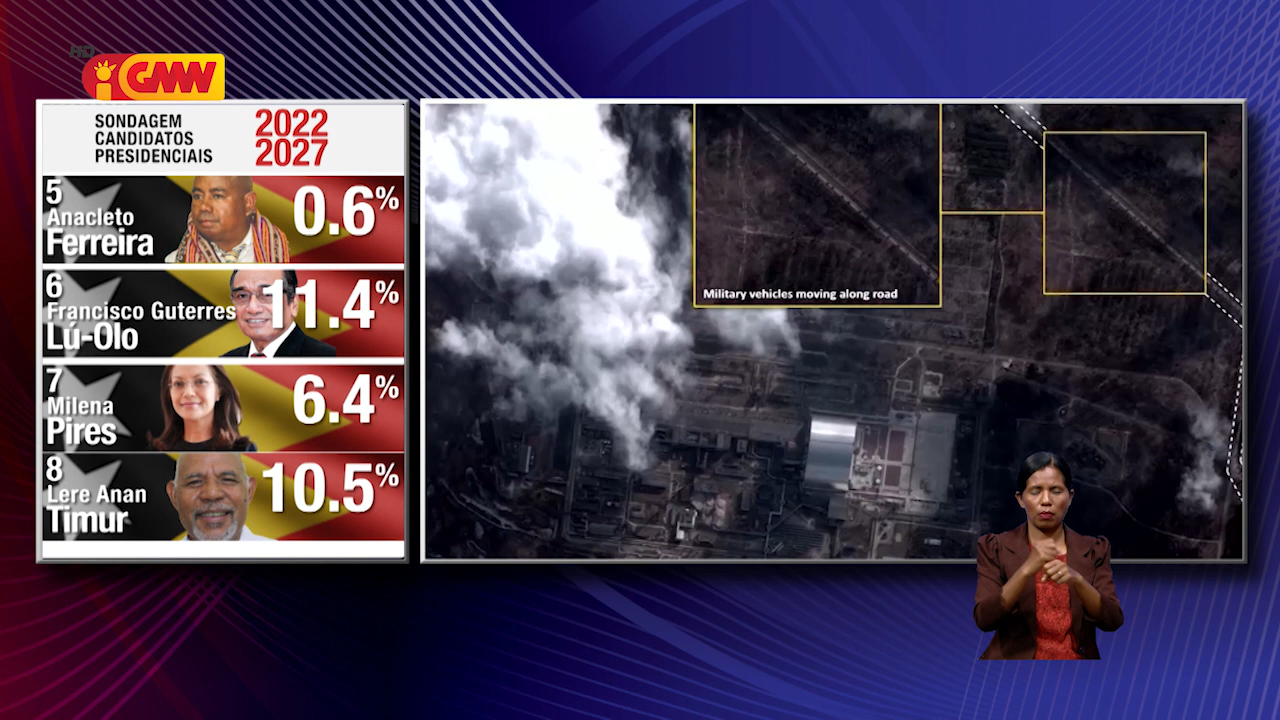 HD
GMN
SONDAGEM
CANDIDATOS
PRESIDENCIAIS
2022
2027
5
Anacleto
Ferreira
0.6%
6
Francisco Guterres
Lú-Olo
11.4%
7
Milena
Pires
6.4%
8
Lere Anan
Timur
10.5%
Military vehicles moving along road